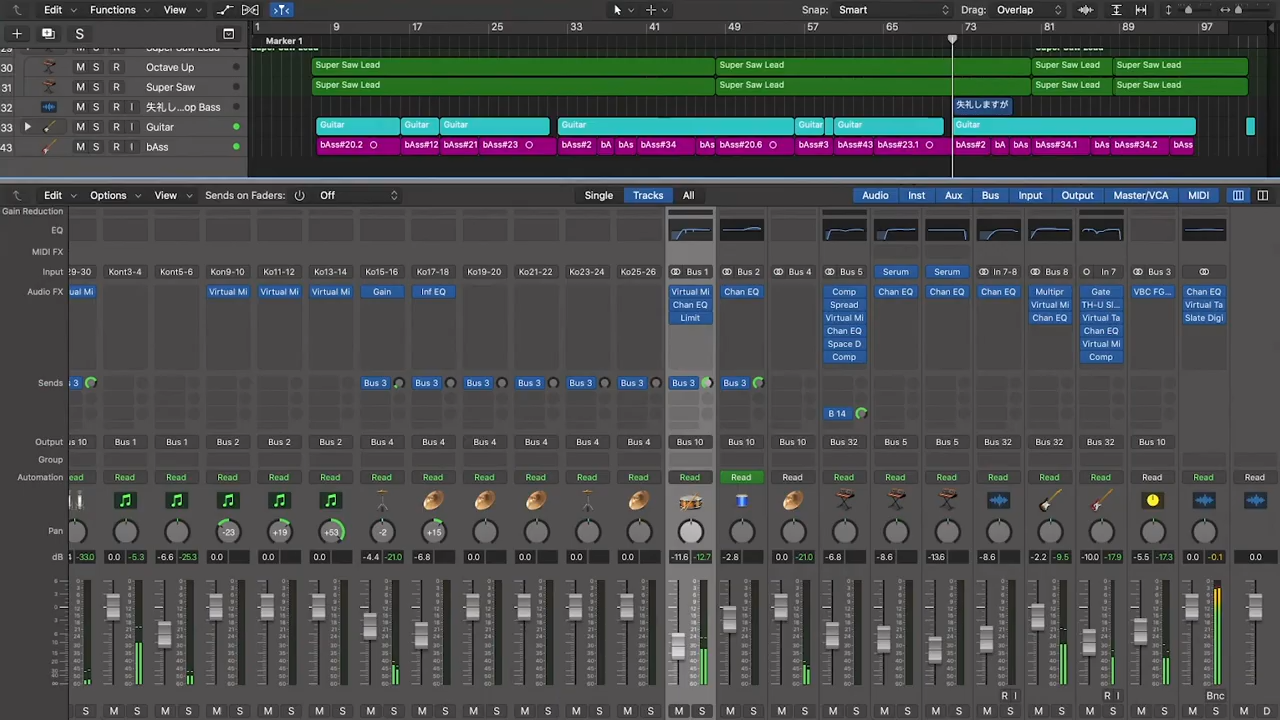 Edit Functions View Snap: Smart Drag: Overlap
1 9 17 25 33 41 49 57 65 73 81 89 97
Marker 1
S
30 M S R Octave Up Super Saw Lead Super Saw Lead Super Saw Lead Super Saw Lead
31 M S R Super Saw Super Saw Lead Super Saw Lead Super Saw Lead Super Saw Lead
32 M S R I 失礼し...op Bass 失礼しますが
33 M S R I Guitar Guitar Guitar Guitar Guitar Guitar Guitar Guitar
43 M S R I bAss bAss#20.2 bAss#12 bAss#21 bAss#23 bAss#2 bA bAs bAss#34 bAs bAss#20.6 bAss#3 bAss#43 bAss#23.1 bAss#2 bA bAs bAss#34.1 bAs bAss#34.2 bAss
Edit Options View Sends on Faders: Off Single Tracks All Audio Inst Aux Bus Input Output Master/VCA MIDI
Gain Reduction
EQ
MIDI FX
Input 29-30 Kont3-4 Kont5-6 Ko9-10 Ko11-12 Ko13-14 Ko15-16 Ko17-18 Ko19-20 Ko21-22 Ko23-24 Ko25-26 Bus 1 Bus 2 Bus 4 Bus 5 Serum Serum In 7-8 Bus 8 In 7 Bus 3
Audio FX ual Mi Virtual Mi Virtual Mi Virtual Mi Gain Inf EQ Virtual Mi Chan EQ Comp Chan EQ Chan EQ Chan EQ Multipr Gate VBC FG... Chan EQ
Chan EQ Spread Virtual Mi TH-U Sl... Virtual Ta
Limit Virtual Mi Chan EQ Virtual Ta Slate Digi
Chan EQ Chan EQ
Space D Virtual Mi
Comp Comp
Sends s 3 Bus 3 Bus 3 Bus 3 Bus 3 Bus 3 Bus 3 Bus 3 Bus 3
B 14
Output us 10 Bus 1 Bus 1 Bus 2 Bus 2 Bus 2 Bus 4 Bus 4 Bus 4 Bus 4 Bus 4 Bus 4 Bus 10 Bus 10 Bus 10 Bus 32 Bus 5 Bus 5 Bus 32 Bus 32 Bus 32 Bus 10
Group
Automation ead Read Read Read Read Read Read Read Read Read Read Read Read Read Read Read Read Read Read Read Read Read Read Read
Pan -23 +19 +53 -2 +15
dB -33.0 0.0 -5.3 -6.6 -25.3 0.0 0.0 0.0 -4.4 -21.0 -6.8 0.0 0.0 0.0 0.0 -11.6 -12.7 -2.8 0.0 -21.0 -6.8 -8.6 -13.6 -8.6 -2.2 -9.5 -10.0 -17.9 -5.5 -17.3 0.0 -0.1 0.0
R I R I Bnc
S M S M S M S M S M S M S M S M S M S M S M S M S M S M S M S M S M S M S M S M S M S M S M D